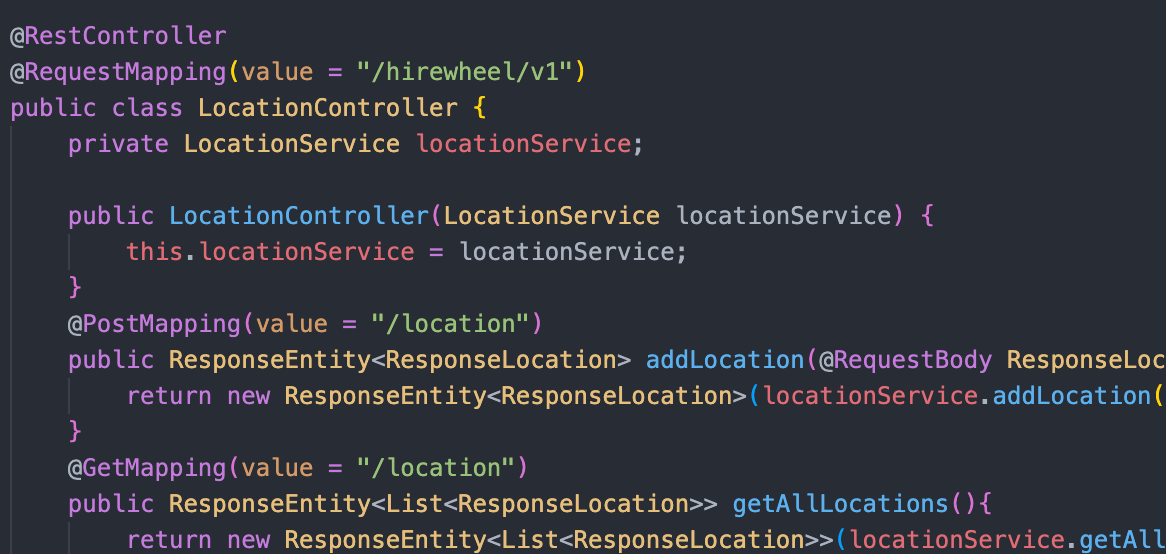 @RestController
@RequestMapping(value = "/hirewheel/v1")
public class LocationController {
private LocationService locationService;
public LocationController(LocationService locationService) {
this.locationService = locationService;
}
@PostMapping(value = "/location")
public ResponseEntity<ResponseLocation> addLocation(@RequestBody ResponseLoc
return new ResponseEntity<ResponseLocation>(locationService.addLocation(
}
@GetMapping(value = "/location")
public ResponseEntity<List<ResponseLocation>> getAllLocations(){
return new ResponseEntity<List<ResponseLocation>>(locationService.getAll